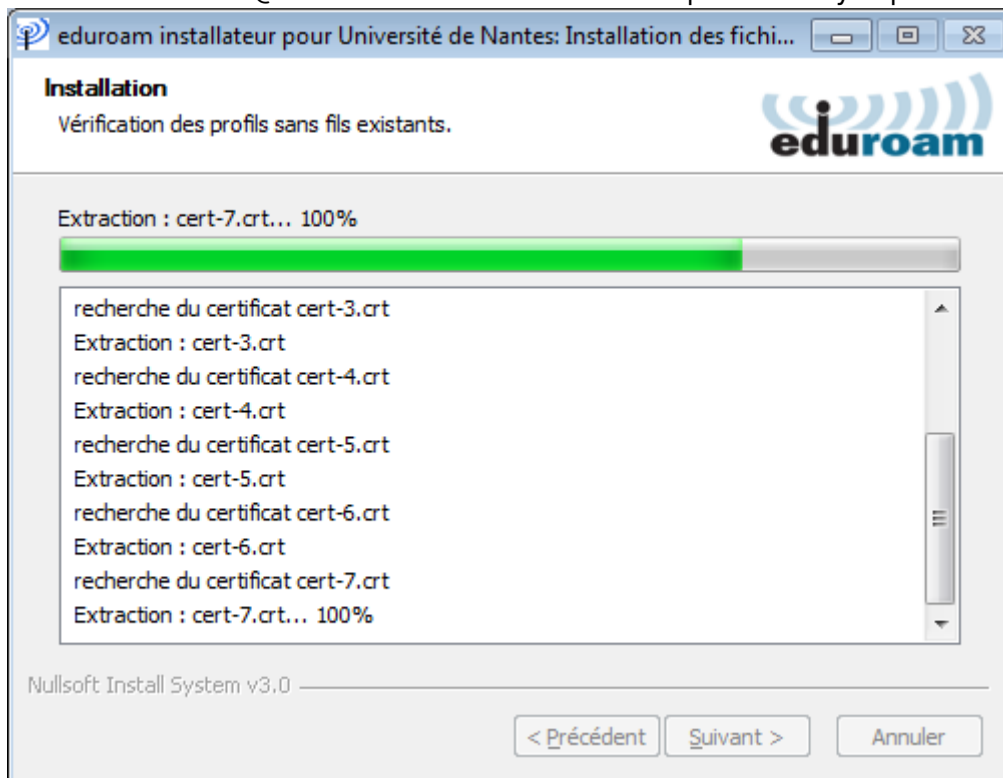 eduroam installateur pour Université de Nantes: Installation des fichi...
Installation
Vérification des profils sans fils existants.
eduroam
Extraction : cert-7.crt... 100%
recherche du certificat cert-3.crt
Extraction : cert-3.crt
recherche du certificat cert-4.crt
Extraction : cert-4.crt
recherche du certificat cert-5.crt
Extraction : cert-5.crt
recherche du certificat cert-6.crt
Extraction : cert-6.crt
recherche du certificat cert-7.crt
Extraction : cert-7.crt... 100%
Nullsoft Install System v3.0
< Précédent Suivant > Annuler